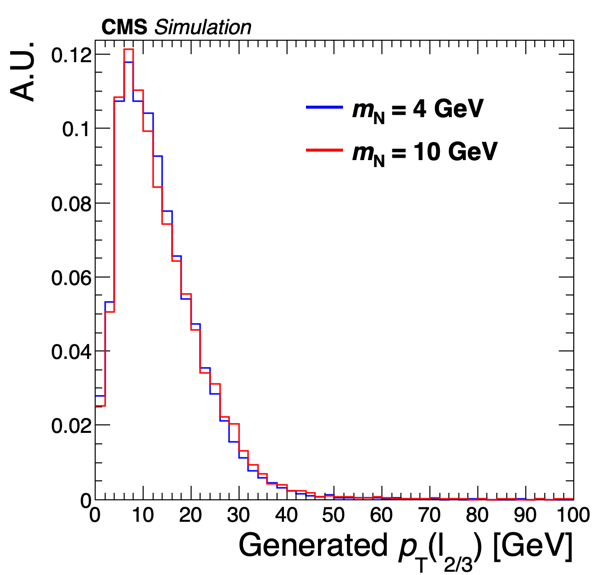 CMS Simulation
A.U.
0.12
0.1
0.08
0.06
0.04
0.02
0
m_N = 4 GeV
m_N = 10 GeV
0 10 20 30 40 50 60 70 80 90 100
Generated p_T(l_2/3) [GeV]